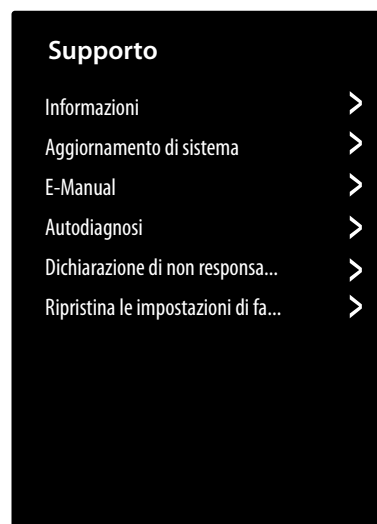 Supporto
Informazioni
Aggiornamento di sistema
E-Manual
Autodiagnosi
Dichiarazione di non responsa...
Ripristina le impostazioni di fa...